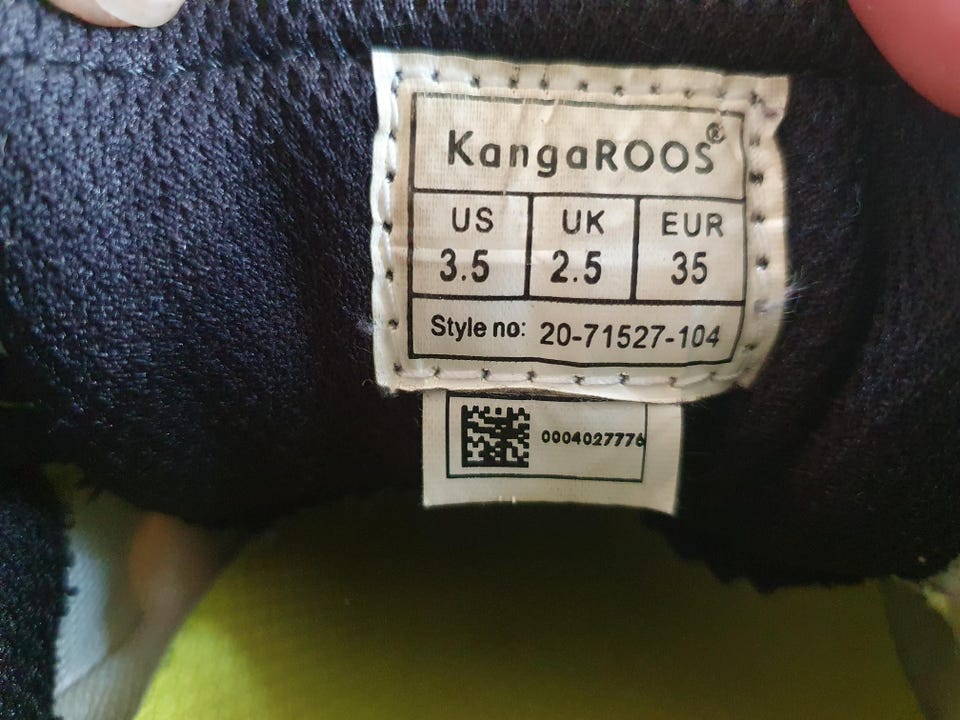 KangaROOS®
US UK EUR
3.5 2.5 35
Style no: 20-71527-104
0004027776